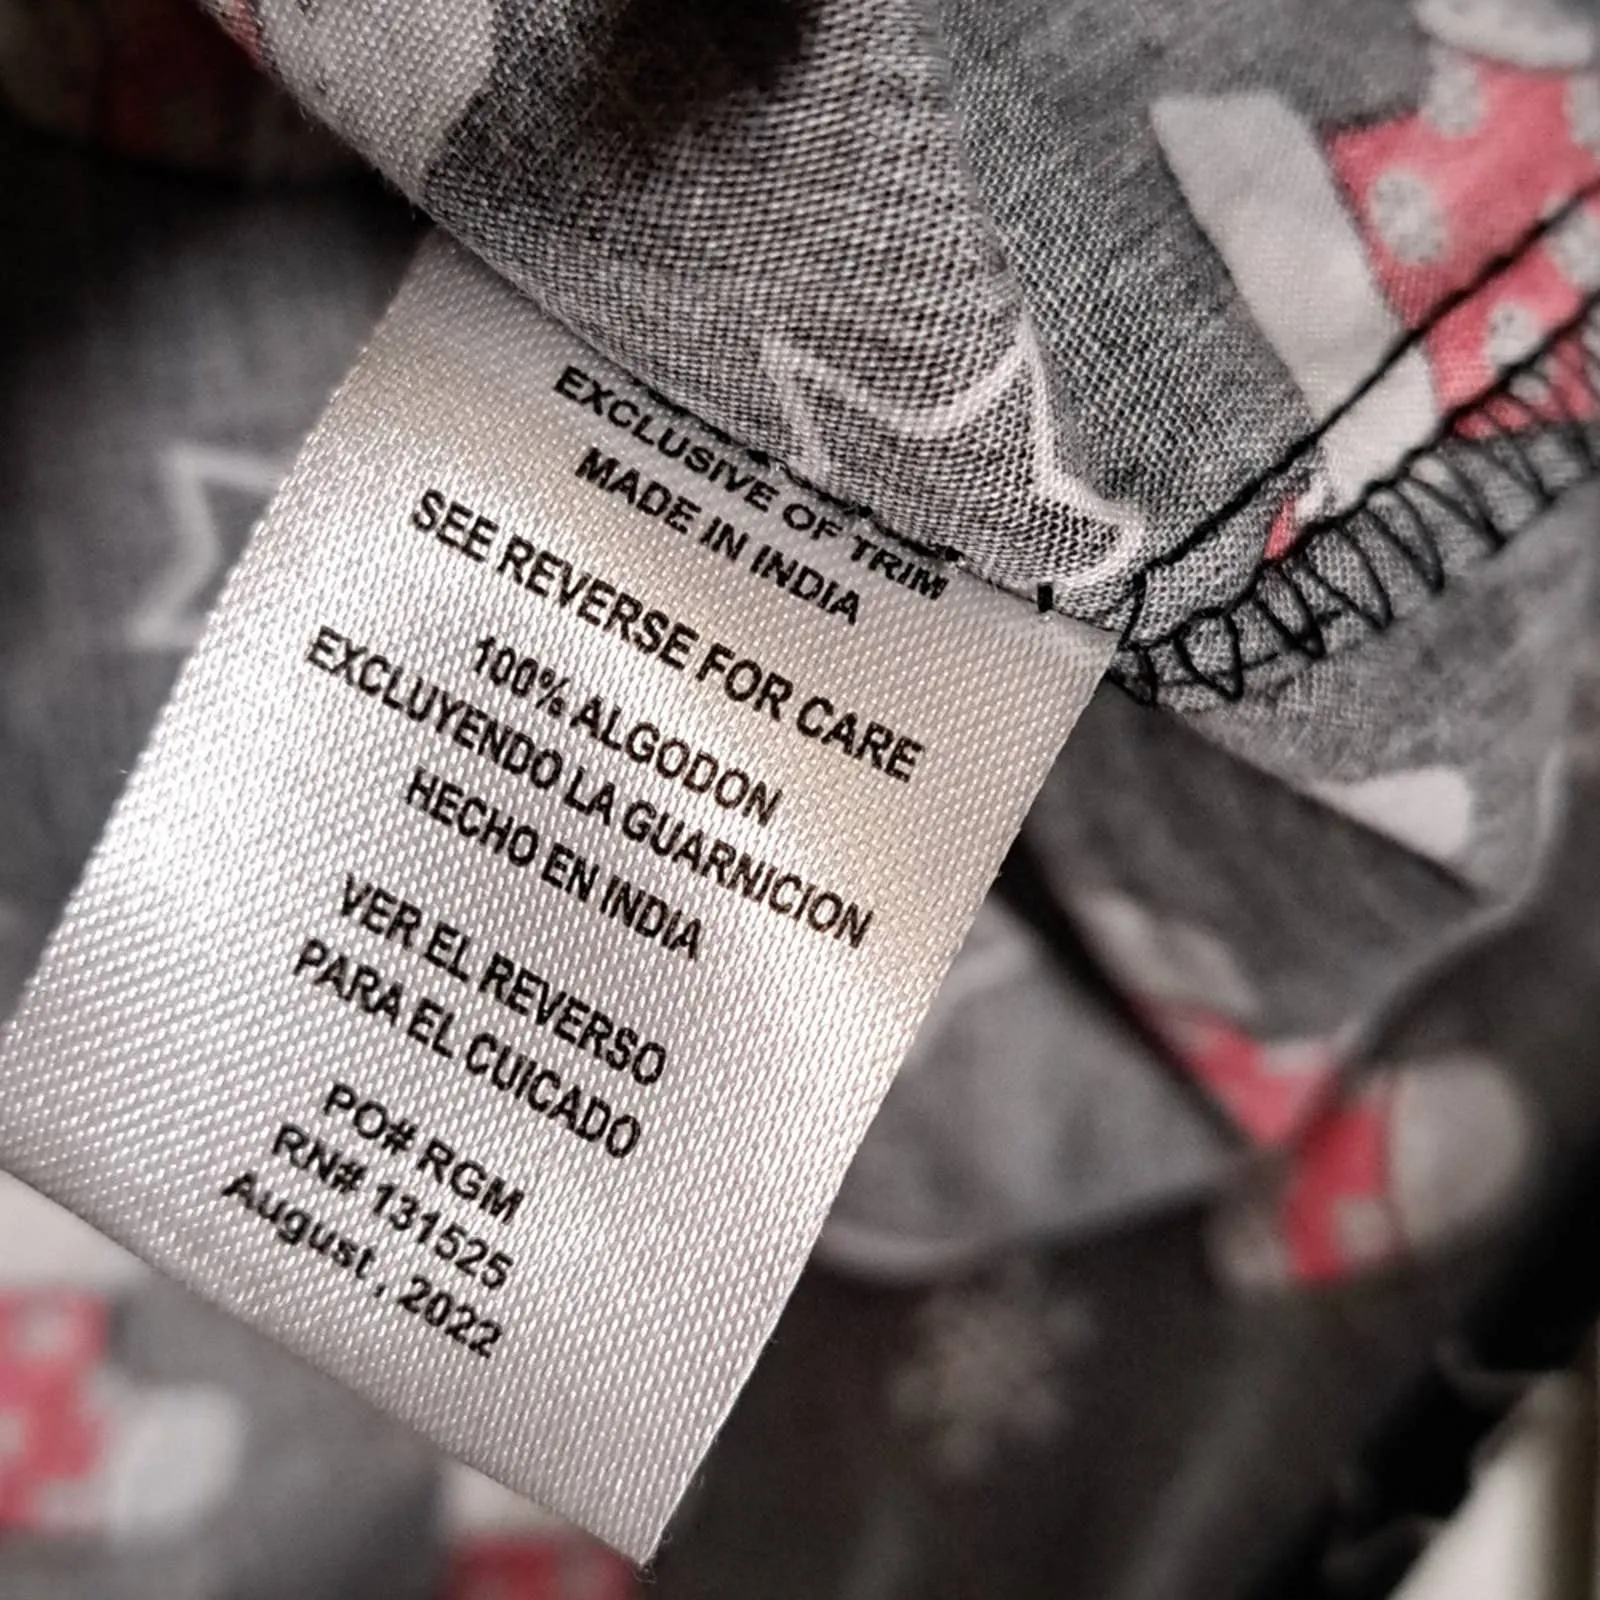 EXCLUSIVE OF TRIM
MADE IN INDIA
SEE REVERSE FOR CARE
100% ALGODON
EXCLUYENDO LA GUARNICION
HECHO EN INDIA
VER EL REVERSO
PARA EL CUICADO
PO# RGM
RN# 131525
August , 2022